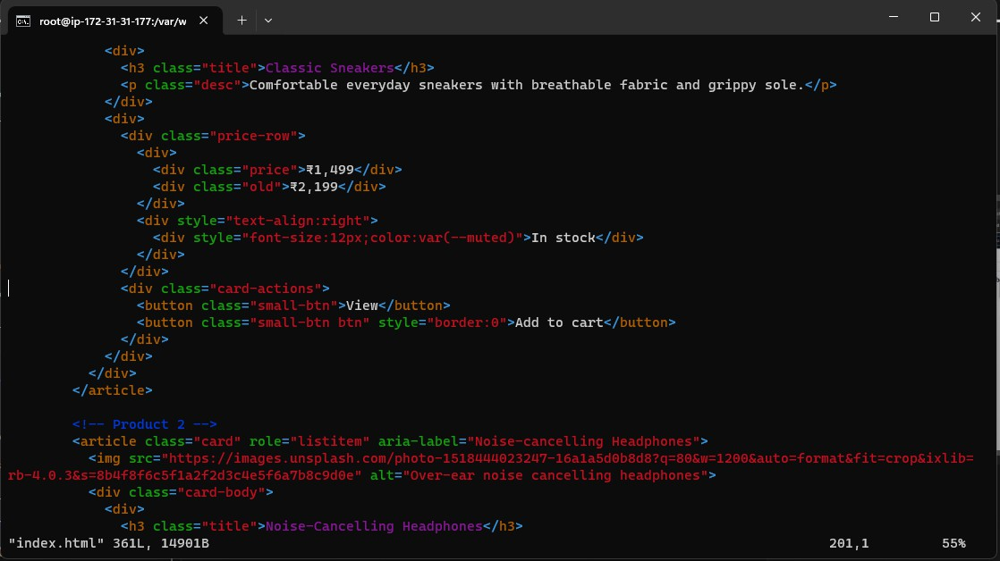 root@ip-172-31-31-177:/var/w
<div>
<h3 class="title">Classic Sneakers</h3>
<p class="desc">Comfortable everyday sneakers with breathable fabric and grippy sole.</p>
</div>
<div>
<div class="price-row">
<div>
<div class="price">₹1,499</div>
<div class="old">₹2,199</div>
</div>
<div style="text-align:right">
<div style="font-size:12px;color:var(--muted)">In stock</div>
</div>
</div>
<div class="card-actions">
<button class="small-btn">View</button>
<button class="small-btn btn" style="border:0">Add to cart</button>
</div>
</div>
</div>
</article>
<!-- Product 2 -->
<article class="card" role="listitem" aria-label="Noise-cancelling Headphones">
<img src="https://images.unsplash.com/photo-1518444023247-16a1a5d0b8d8?q=80&w=1200&auto=format&fit=crop&ixlib=
rb-4.0.3&s=8b4f8f6c5f1a2f2d3c4e5f6a7b8c9d0e" alt="Over-ear noise cancelling headphones">
<div class="card-body">
<div>
<h3 class="title">Noise-Cancelling Headphones</h3>
"index.html" 361L, 14901B 201,1 55%